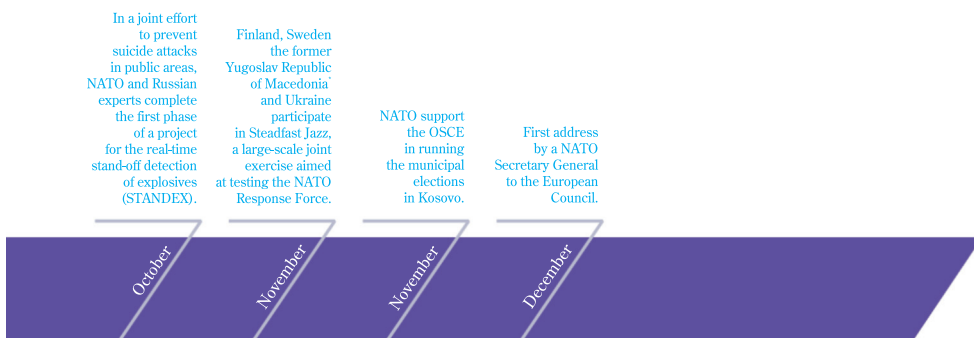 In a joint effort
to prevent
suicide attacks
in public areas,
NATO and Russian
experts complete
the first phase
of a project
for the real-time
stand-off detection
of explosives
(STANDEX).
October
Finland, Sweden
the former
Yugoslav Republic
of Macedonia*
and Ukraine
participate
in Steadfast Jazz,
a large-scale joint
exercise aimed
at testing the NATO
Response Force.
November
NATO support
the OSCE
in running
the municipal
elections
in Kosovo.
November
First address
by a NATO
Secretary General
to the European
Council.
December